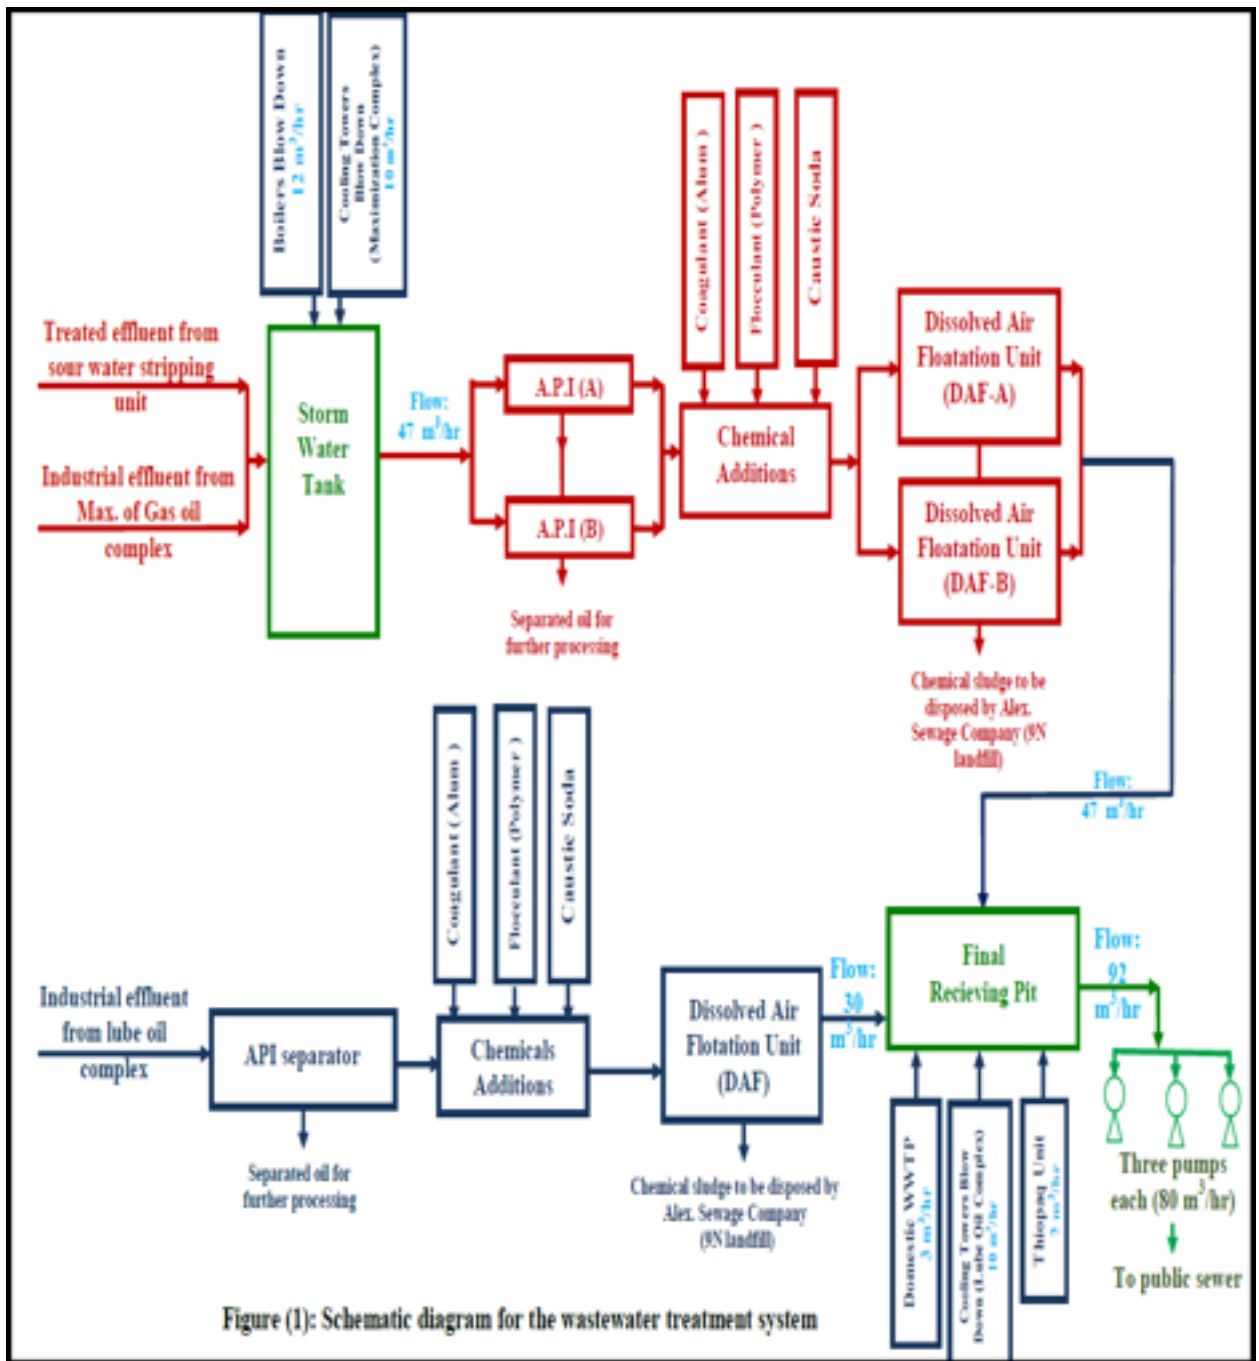 Boilers Blow Down
12 m³/hr
Cooling Towers
Blow Down
(Maximization Complex)
10 m³/hr
Coagulant (Alum )
Flocculant (Polymer )
Caustic Soda
Treated effluent from
sour water stripping
unit
Industrial effluent from
Max. of Gas oil
complex
Storm
Water
Tank
Flow:
47 m³/hr
A.P.I (A)
A.P.I (B)
Separated oil for
further processing
Chemical
Additions
Dissolved Air
Floatation Unit
(DAF-A)
Dissolved Air
Floatation Unit
(DAF-B)
Chemical sludge to be
disposed by Alex.
Sewage Company (9N
landfill)
Flow:
47 m³/hr
Coagulant (Alum )
Flocculant (Polymer )
Caustic Soda
Industrial effluent
from lube oil
complex
API separator
Separated oil for
further processing
Chemicals
Additions
Dissolved Air
Flotation Unit
(DAF)
Chemical sludge to be disposed by
Alex. Sewage Company
(9N landfill)
Flow:
30
m³/hr
Final
Recieving Pit
Flow:
92
m³/hr
Domestic WWTP
3 m³/hr
Cooling Towers Blow
Down (Lube Oil Complex)
10 m³/hr
Thiopaq Unit
m³/hr
Three pumps
each (80 m³/hr)
To public sewer
Figure (1): Schematic diagram for the wastewater treatment system